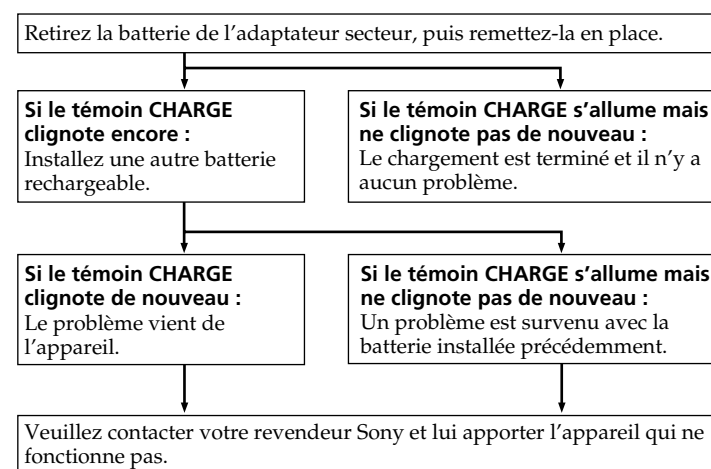 Retirez la batterie de l’adaptateur secteur, puis remettez-la en place.
Si le témoin CHARGE
clignote encore :
Installez une autre batterie
rechargeable.
Si le témoin CHARGE s’allume mais
ne clignote pas de nouveau :
Le chargement est terminé et il n’y a
aucun problème.
Si le témoin CHARGE
clignote de nouveau :
Le problème vient de
l’appareil.
Si le témoin CHARGE s’allume mais
ne clignote pas de nouveau :
Un problème est survenu avec la
batterie installée précédemment.
Veuillez contacter votre revendeur Sony et lui apporter l’appareil qui ne
fonctionne pas.